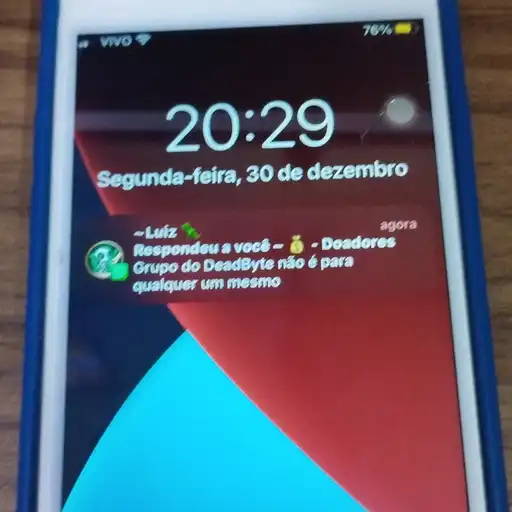 VIVO
76%
20:29
Segunda-feira, 30 de dezembro
~Luiz
agora
Respondeu a você ~ 💰 - Doadores
Grupo do DeadByte não é para
qualquer um mesmo